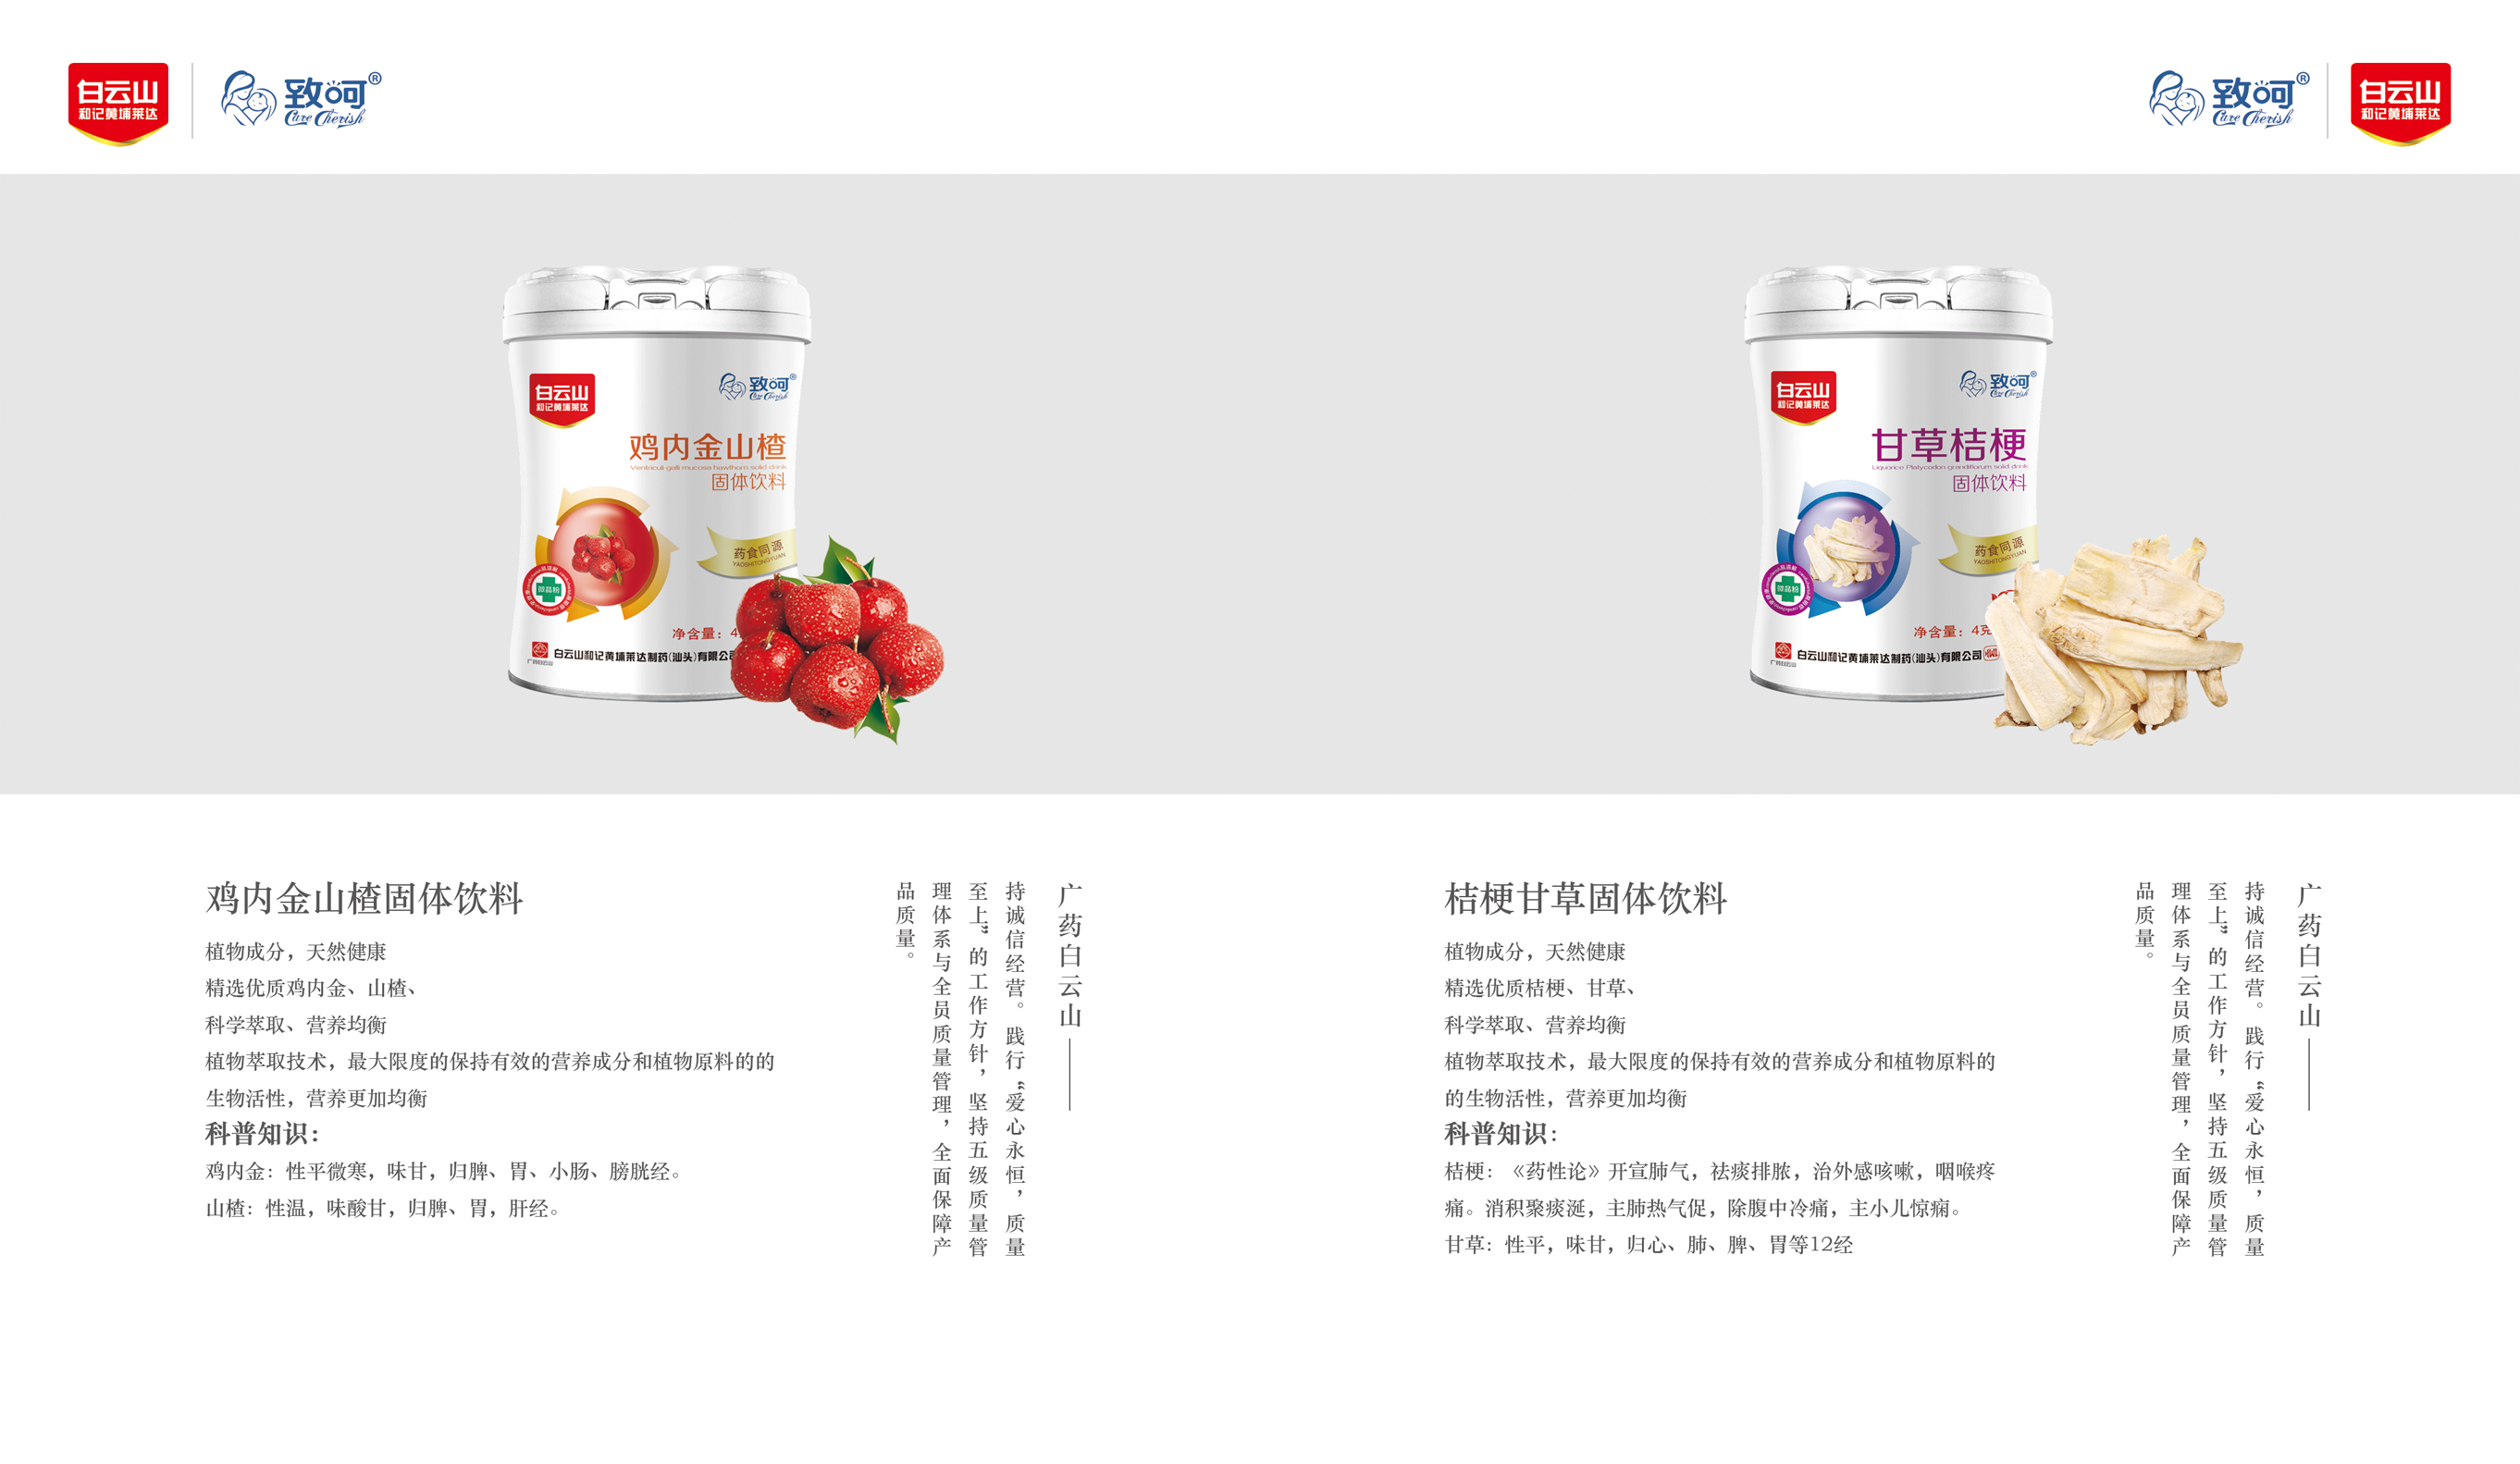 白云山
和记黄埔莱达
致呵®
Care Cherish
致呵®
Care Cherish
白云山
和记黄埔莱达
白云山
和记黄埔莱达
致呵®
Care Cherish
鸡内金山楂
Ventriculi galli mucosa hawthorn solid drink
固体饮料
药食同源
YAOSHITONGYUAN
微晶粉
净含量：4
广药白云山
白云山和记黄埔莱达制药(汕头)有限公司
白云山
和记黄埔莱达
致呵®
Care Cherish
甘草桔梗
Liquorice Platycodon grandiflorum solid drink
固体饮料
药食同源
YAOSHITONGYUAN
微晶粉
净含量：4克
广药白云山
白云山和记黄埔莱达制药(汕头)有限公司
鸡内金山楂固体饮料
植物成分，天然健康
精选优质鸡内金、山楂、
科学萃取、营养均衡
植物萃取技术，最大限度的保持有效的营养成分和植物原料的的
生物活性，营养更加均衡
科普知识：
鸡内金：性平微寒，味甘，归脾、胃、小肠、膀胱经。
山楂：性温，味酸甘，归脾、胃，肝经。
广药白云山——
持诚信经营。践行“爱心永恒，质量
至上”的工作方针，坚持五级质量管
理体系与全员质量管理，全面保障产
品质量。
桔梗甘草固体饮料
植物成分，天然健康
精选优质桔梗、甘草、
科学萃取、营养均衡
植物萃取技术，最大限度的保持有效的营养成分和植物原料的
的生物活性，营养更加均衡
科普知识：
桔梗：《药性论》开宣肺气，祛痰排脓，治外感咳嗽，咽喉疼
痛。消积聚痰涎，主肺热气促，除腹中冷痛，主小儿惊痫。
甘草：性平，味甘，归心、肺、脾、胃等12经
广药白云山——
持诚信经营。践行“爱心永恒，质量
至上”的工作方针，坚持五级质量管
理体系与全员质量管理，全面保障产
品质量。